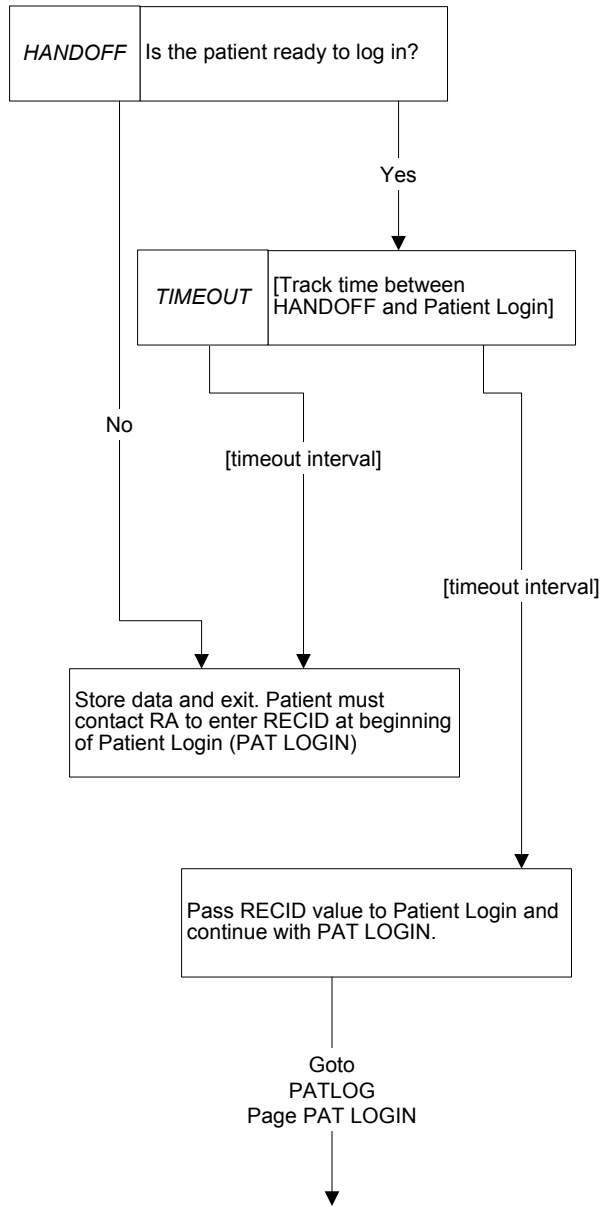 HANDOFF
Is the patient ready to log in?
Yes
TIMEOUT
[Track time between
HANDOFF and Patient Login]
No
[timeout interval]
[timeout interval]
Store data and exit. Patient must
contact RA to enter RECID at beginning
of Patient Login (PAT LOGIN)
Pass RECID value to Patient Login and
continue with PAT LOGIN.
Goto
PATLOG
Page PAT LOGIN